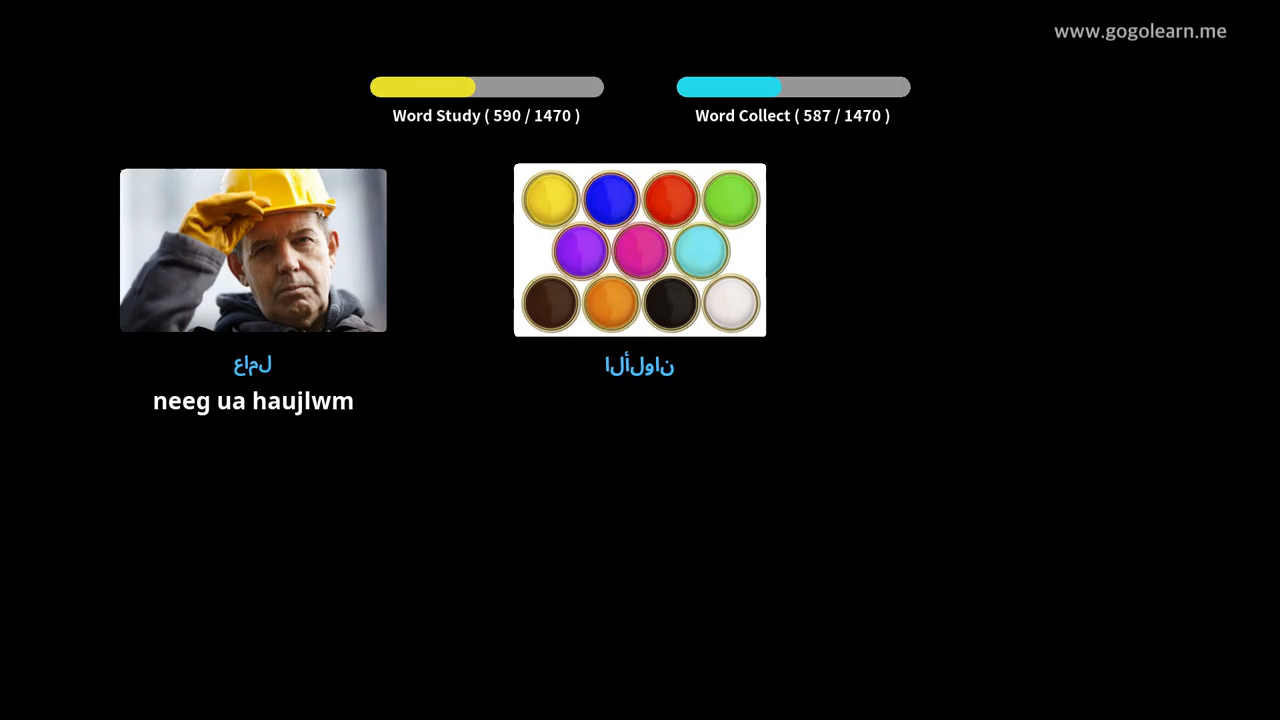 www.gogolearn.me
Word Study ( 590 / 1470 )
Word Collect ( 587 / 1470 )
عامل
neeg ua haujlwm
الألوان